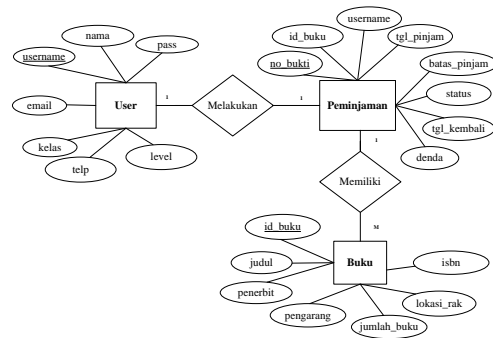 nama
pass
username
email
User
kelas
telp
level
1
Melakukan
1
id_buku
username
tgl_pinjam
no_bukti
batas_pinjam
Peminjaman
status
tgl_kembali
denda
1
Memiliki
M
id_buku
judul
Buku
isbn
penerbit
lokasi_rak
pengarang
jumlah_buku